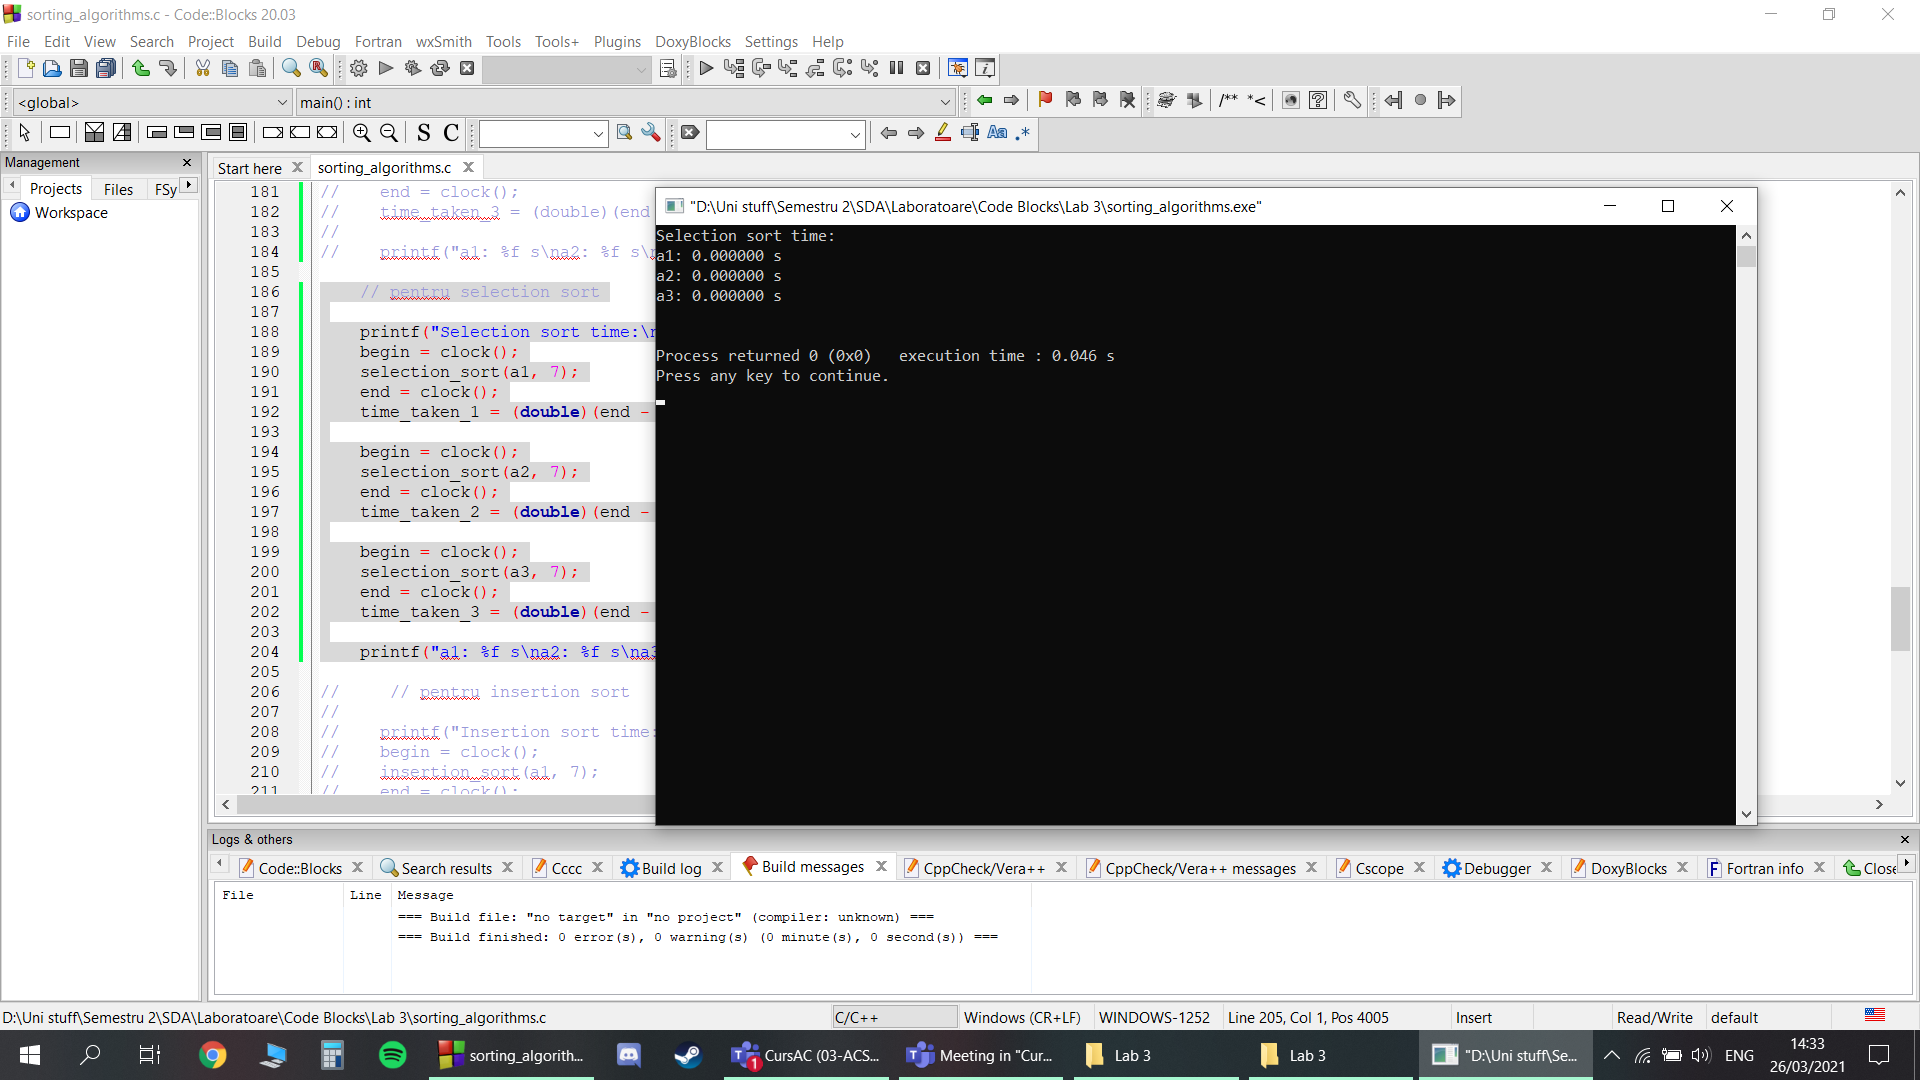 sorting_algorithms.c - Code::Blocks 20.03
File Edit View Search Project Build Debug Fortran wxSmith Tools Tools+ Plugins DoxyBlocks Settings Help
<global> main() : int /** *<
S C Aa .*
Management
Projects Files FSy
Workspace
Start here sorting_algorithms.c
181 // end = clock();
182 // time_taken_3 = (double)(end
183 //
184 // printf("a1: %f s\na2: %f s\n
185
186 // pentru selection sort
187
188 printf("Selection sort time:\n
189 begin = clock();
190 selection_sort(a1, 7);
191 end = clock();
192 time_taken_1 = (double)(end -
193
194 begin = clock();
195 selection_sort(a2, 7);
196 end = clock();
197 time_taken_2 = (double)(end -
198
199 begin = clock();
200 selection_sort(a3, 7);
201 end = clock();
202 time_taken_3 = (double)(end -
203
204 printf("a1: %f s\na2: %f s\na3
205
206 // // pentru insertion sort
207 //
208 // printf("Insertion sort time:
209 // begin = clock();
210 // insertion_sort(a1, 7);
211 // end = clock();
"D:\Uni stuff\Semestru 2\SDA\Laboratoare\Code Blocks\Lab 3\sorting_algorithms.exe"
Selection sort time:
a1: 0.000000 s
a2: 0.000000 s
a3: 0.000000 s
Process returned 0 (0x0) execution time : 0.046 s
Press any key to continue.
Logs & others
Code::Blocks Search results Cccc Build log Build messages CppCheck/Vera++ CppCheck/Vera++ messages Cscope Debugger DoxyBlocks Fortran info Close
File Line Message
=== Build file: "no target" in "no project" (compiler: unknown) ===
=== Build finished: 0 error(s), 0 warning(s) (0 minute(s), 0 second(s)) ===
D:\Uni stuff\Semestru 2\SDA\Laboratoare\Code Blocks\Lab 3\sorting_algorithms.c C/C++ Windows (CR+LF) WINDOWS-1252 Line 205, Col 1, Pos 4005 Insert Read/Write default
sorting_algorith... 1 CursAC (03-ACS... Meeting in "Cur... Lab 3 Lab 3 "D:\Uni stuff\Se... ENG 14:33
26/03/2021